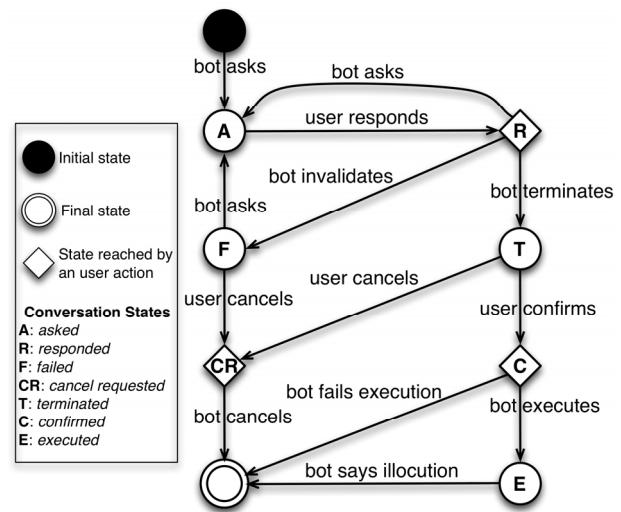 bot asks
bot asks
A
user responds
R
Initial state
bot invalidates
bot terminates
bot asks
Final state
F
T
State reached by
an user action
user cancels
user cancels
user confirms
Conversation States
A: asked
R: responded
F: failed
CR: cancel requested
T: terminated
C: confirmed
E: executed
CR
C
bot fails execution
bot cancels
bot executes
bot says illocution
E